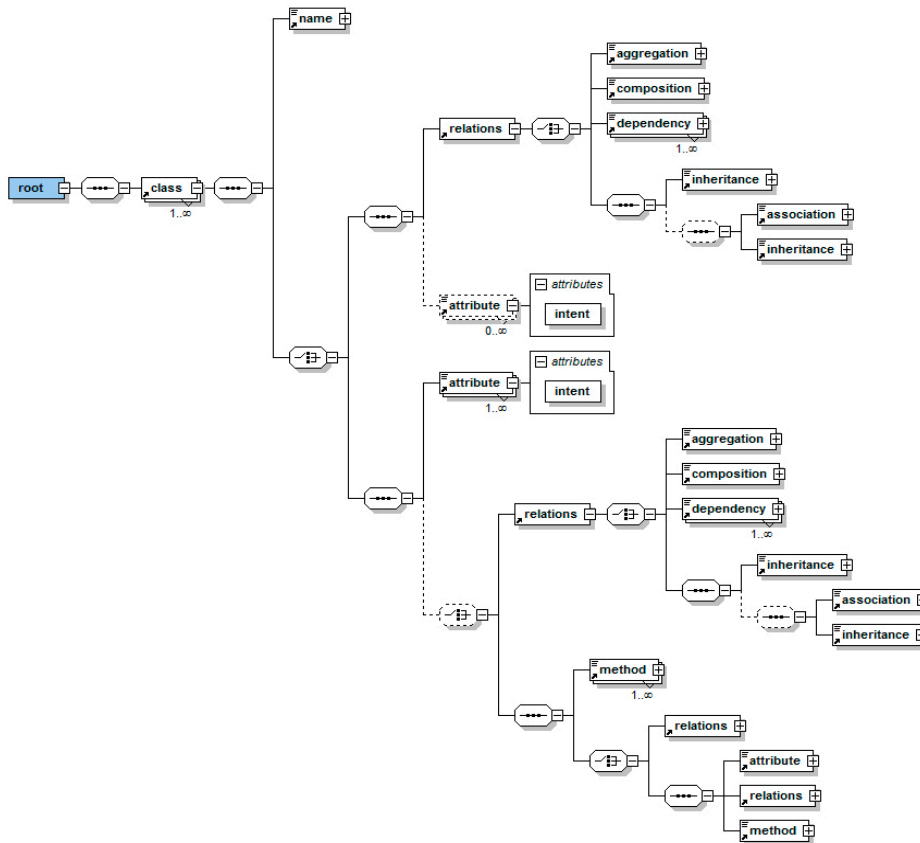 name
aggregation
composition
relations
dependency
1..∞
root
class
1..∞
inheritance
association
inheritance
attributes
attribute
intent
0..∞
attributes
attribute
intent
1..∞
aggregation
composition
relations
dependency
1..∞
inheritance
association
inheritance
method
1..∞
relations
attribute
relations
method